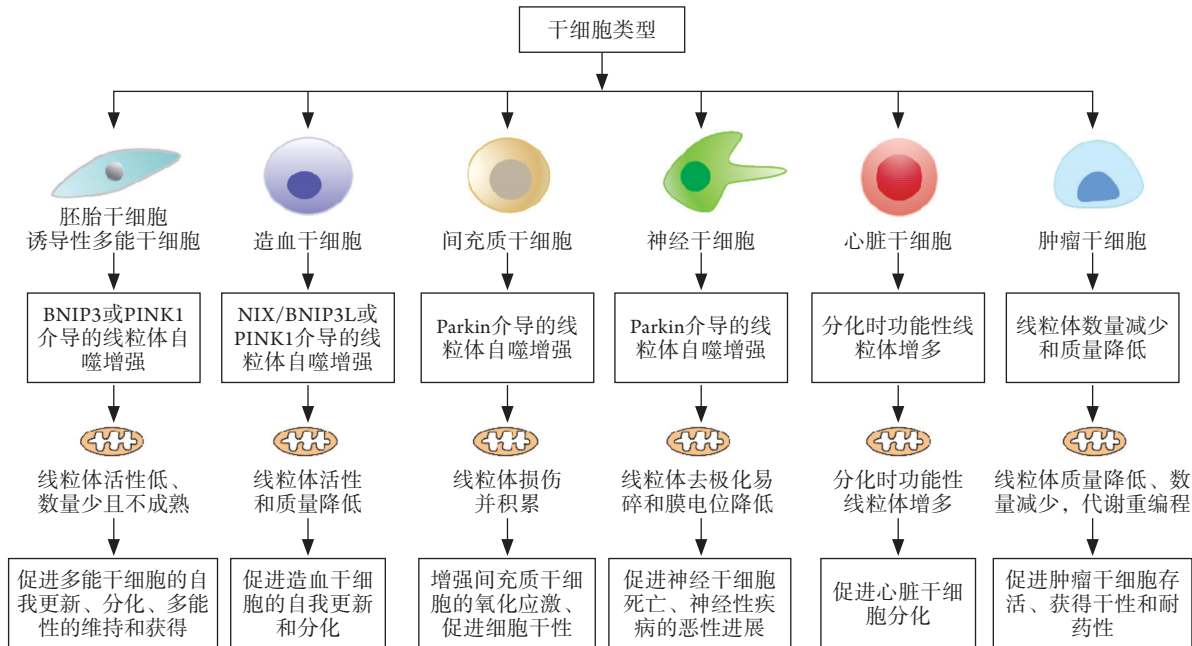 干细胞类型
胚胎干细胞
诱导性多能干细胞
造血干细胞
间充质干细胞
神经干细胞
心脏干细胞
肿瘤干细胞
BNIP3或PINK1
介导的线粒体自
噬增强
NIX/BNIP3L或
PINK1介导的线
粒体自噬增强
Parkin介导的线
粒体自噬增强
Parkin介导的线
粒体自噬增强
分化时功能性线
粒体增多
线粒体数量减少
和质量降低
线粒体活性低、
数量少且不成熟
线粒体活性
和质量降低
线粒体损伤
并积累
线粒体去极化易
碎和膜电位降低
分化时功能性
线粒体增多
线粒体质量降低、数
量减少，代谢重编程
促进多能干细胞的自
我更新、分化、多能
性的维持和获得
促进造血干细
胞的自我更新
和分化
增强间充质干细
胞的氧化应激、
促进细胞干性
促进神经干细胞
死亡、神经性疾
病的恶性进展
促进心脏干细
胞分化
促进肿瘤干细胞存
活、获得干性和耐
药性